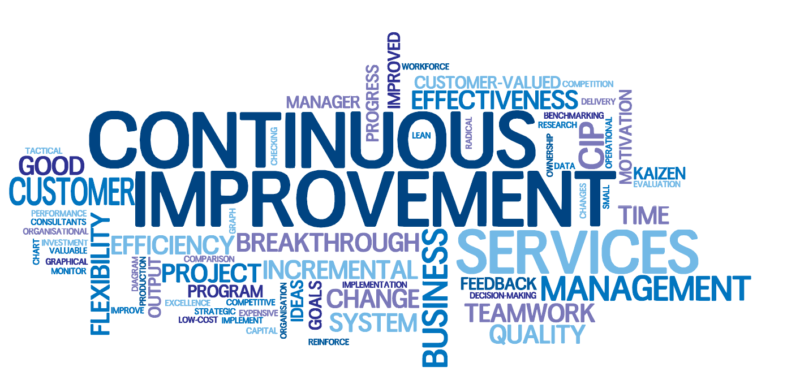 IMPROVED
WORKFORCE
PROGRESS
CUSTOMER-VALUED
COMPETITION
MANAGER
EFFECTIVENESS
DELIVERY
MOTIVATION
BENCHMARKING
CONTINUOUS
CHECKING
LEAN
RADICAL
RESEARCH
OPERATIONAL
CIP
OWNERSHIP
DATA
TACTICAL
GOOD
KAIZEN
EVALUATION
CUSTOMER
IMPROVEMENT
CHANGES
SMALL
PERFORMANCE
CONSULTANTS
ORGANISATIONAL
GRAPH
TIME
CHART
INVESTMENT
VALUABLE
FLEXIBILITY
EFFICIENCY
BREAKTHROUGH
BUSINESS
SERVICES
GRAPHICAL
MONITOR
DIAGRAM
PRODUCTION
OUTPUT
COMPARISON
PROJECT
INCREMENTAL
FEEDBACK
MANAGEMENT
PROGRAM
ORGANISATION
IDEAS
GOALS
IMPLEMENTATION
CHANGE
DECISION-MAKING
IMPROVE
EXCELLENCE
COMPETITIVE
STRATEGIC
EXPENSIVE
TEAMWORK
LOW-COST
IMPLEMENT
SYSTEM
CAPITAL
QUALITY
REINFORCE